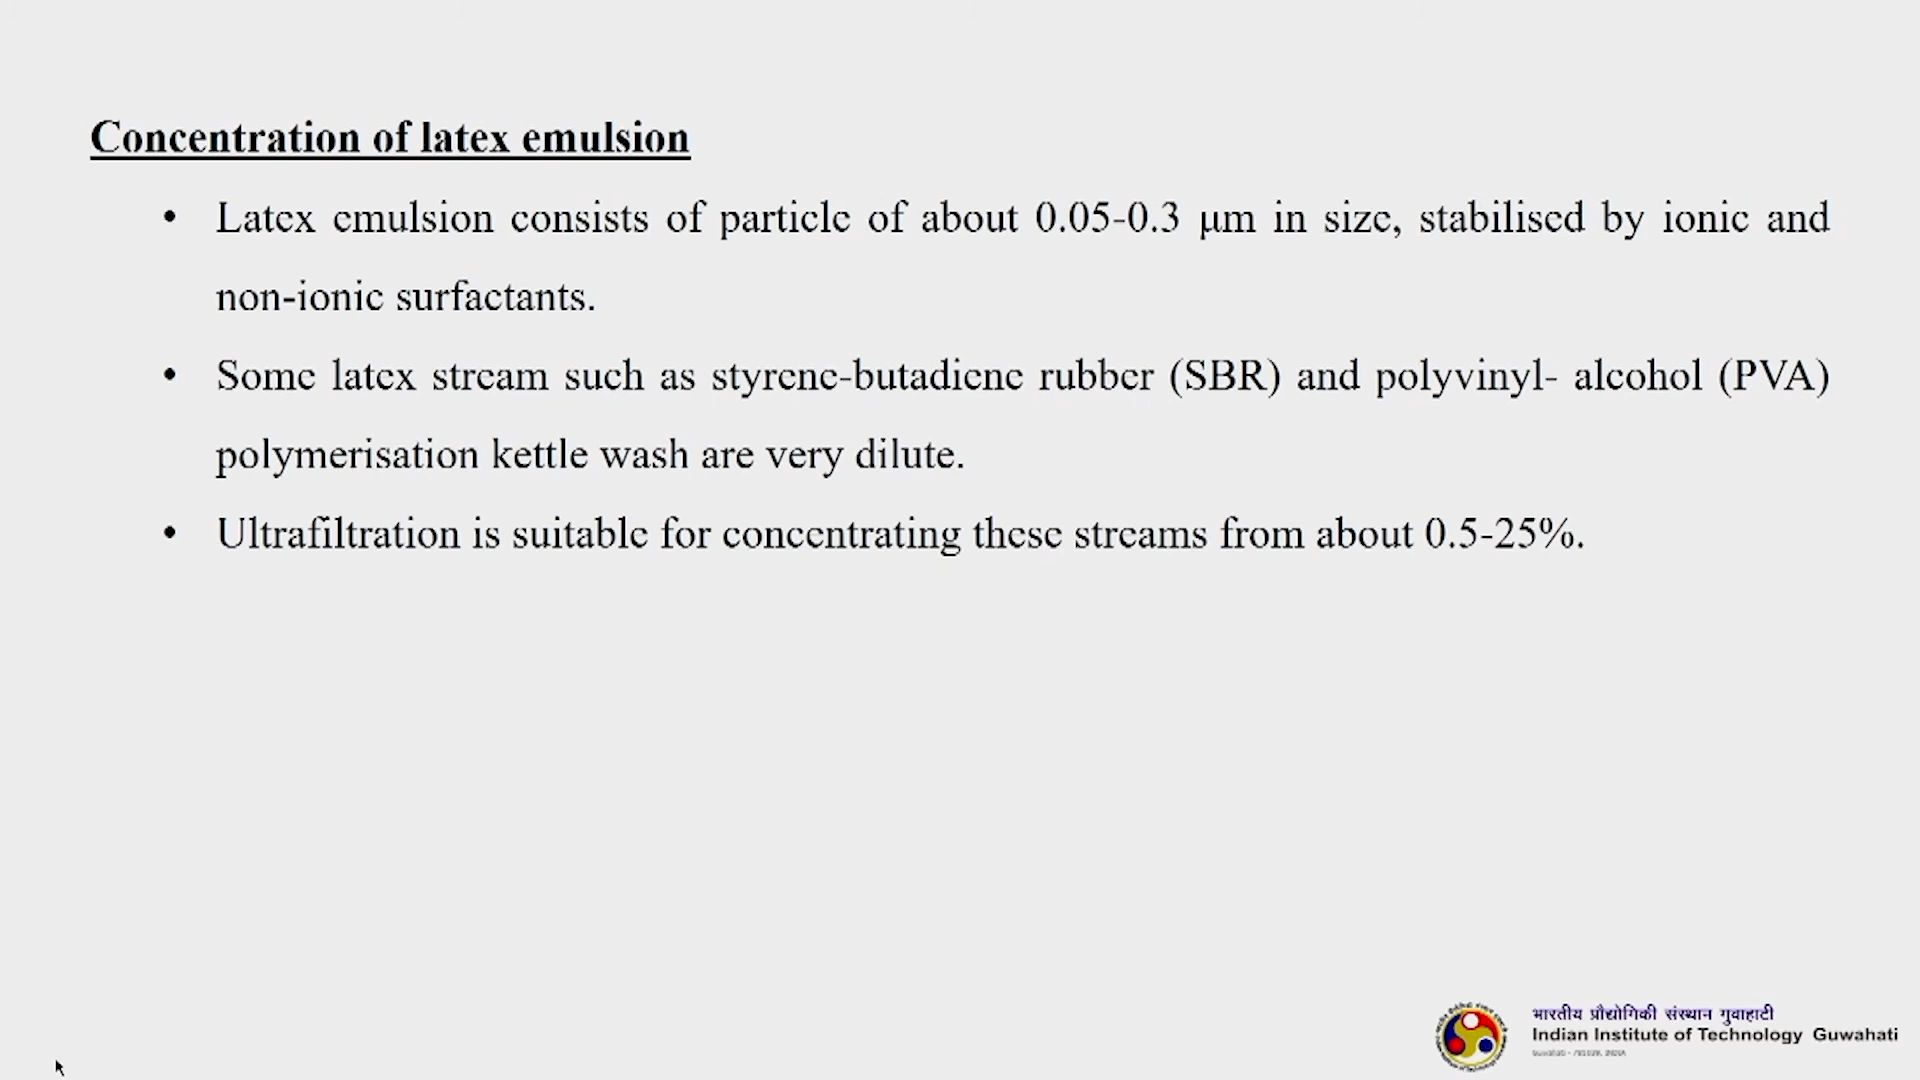 Concentration of latex emulsion
• Latex emulsion consists of particle of about 0.05-0.3 μm in size, stabilised by ionic and
non-ionic surfactants.
• Some latex stream such as styrene-butadiene rubber (SBR) and polyvinyl- alcohol (PVA)
polymerisation kettle wash are very dilute.
• Ultrafiltration is suitable for concentrating these streams from about 0.5-25%.
भारतीय प्रौद्योगिकी संस्थान गुवाहाटी
Indian Institute of Technology Guwahati